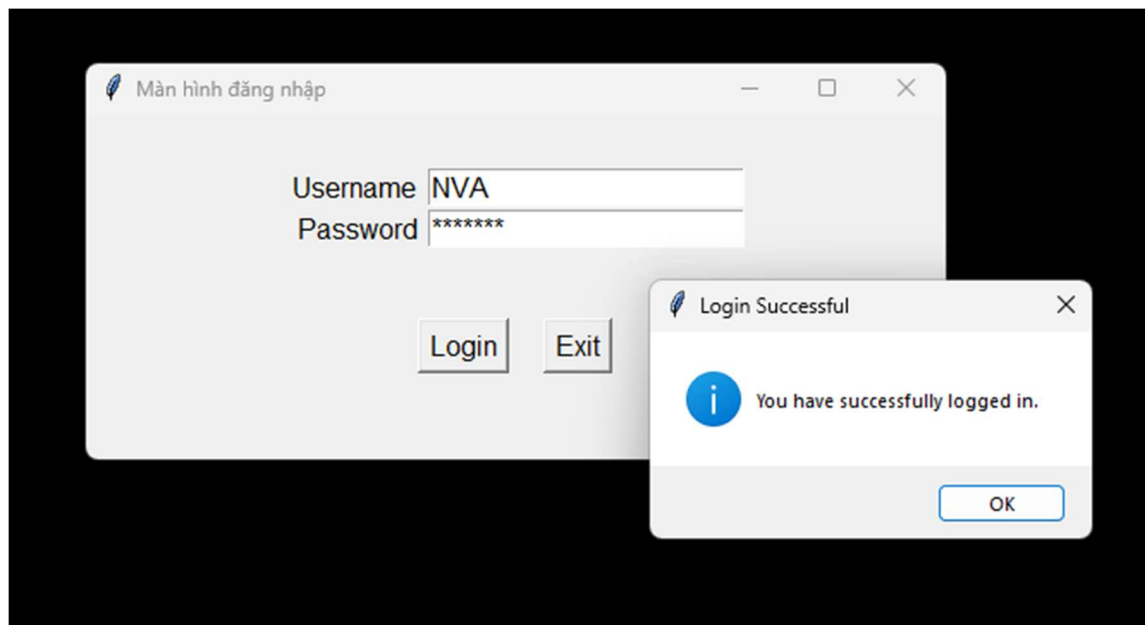 Màn hình đăng nhập
Username NVA
Password *******
Login Exit
Login Successful
You have successfully logged in.
OK